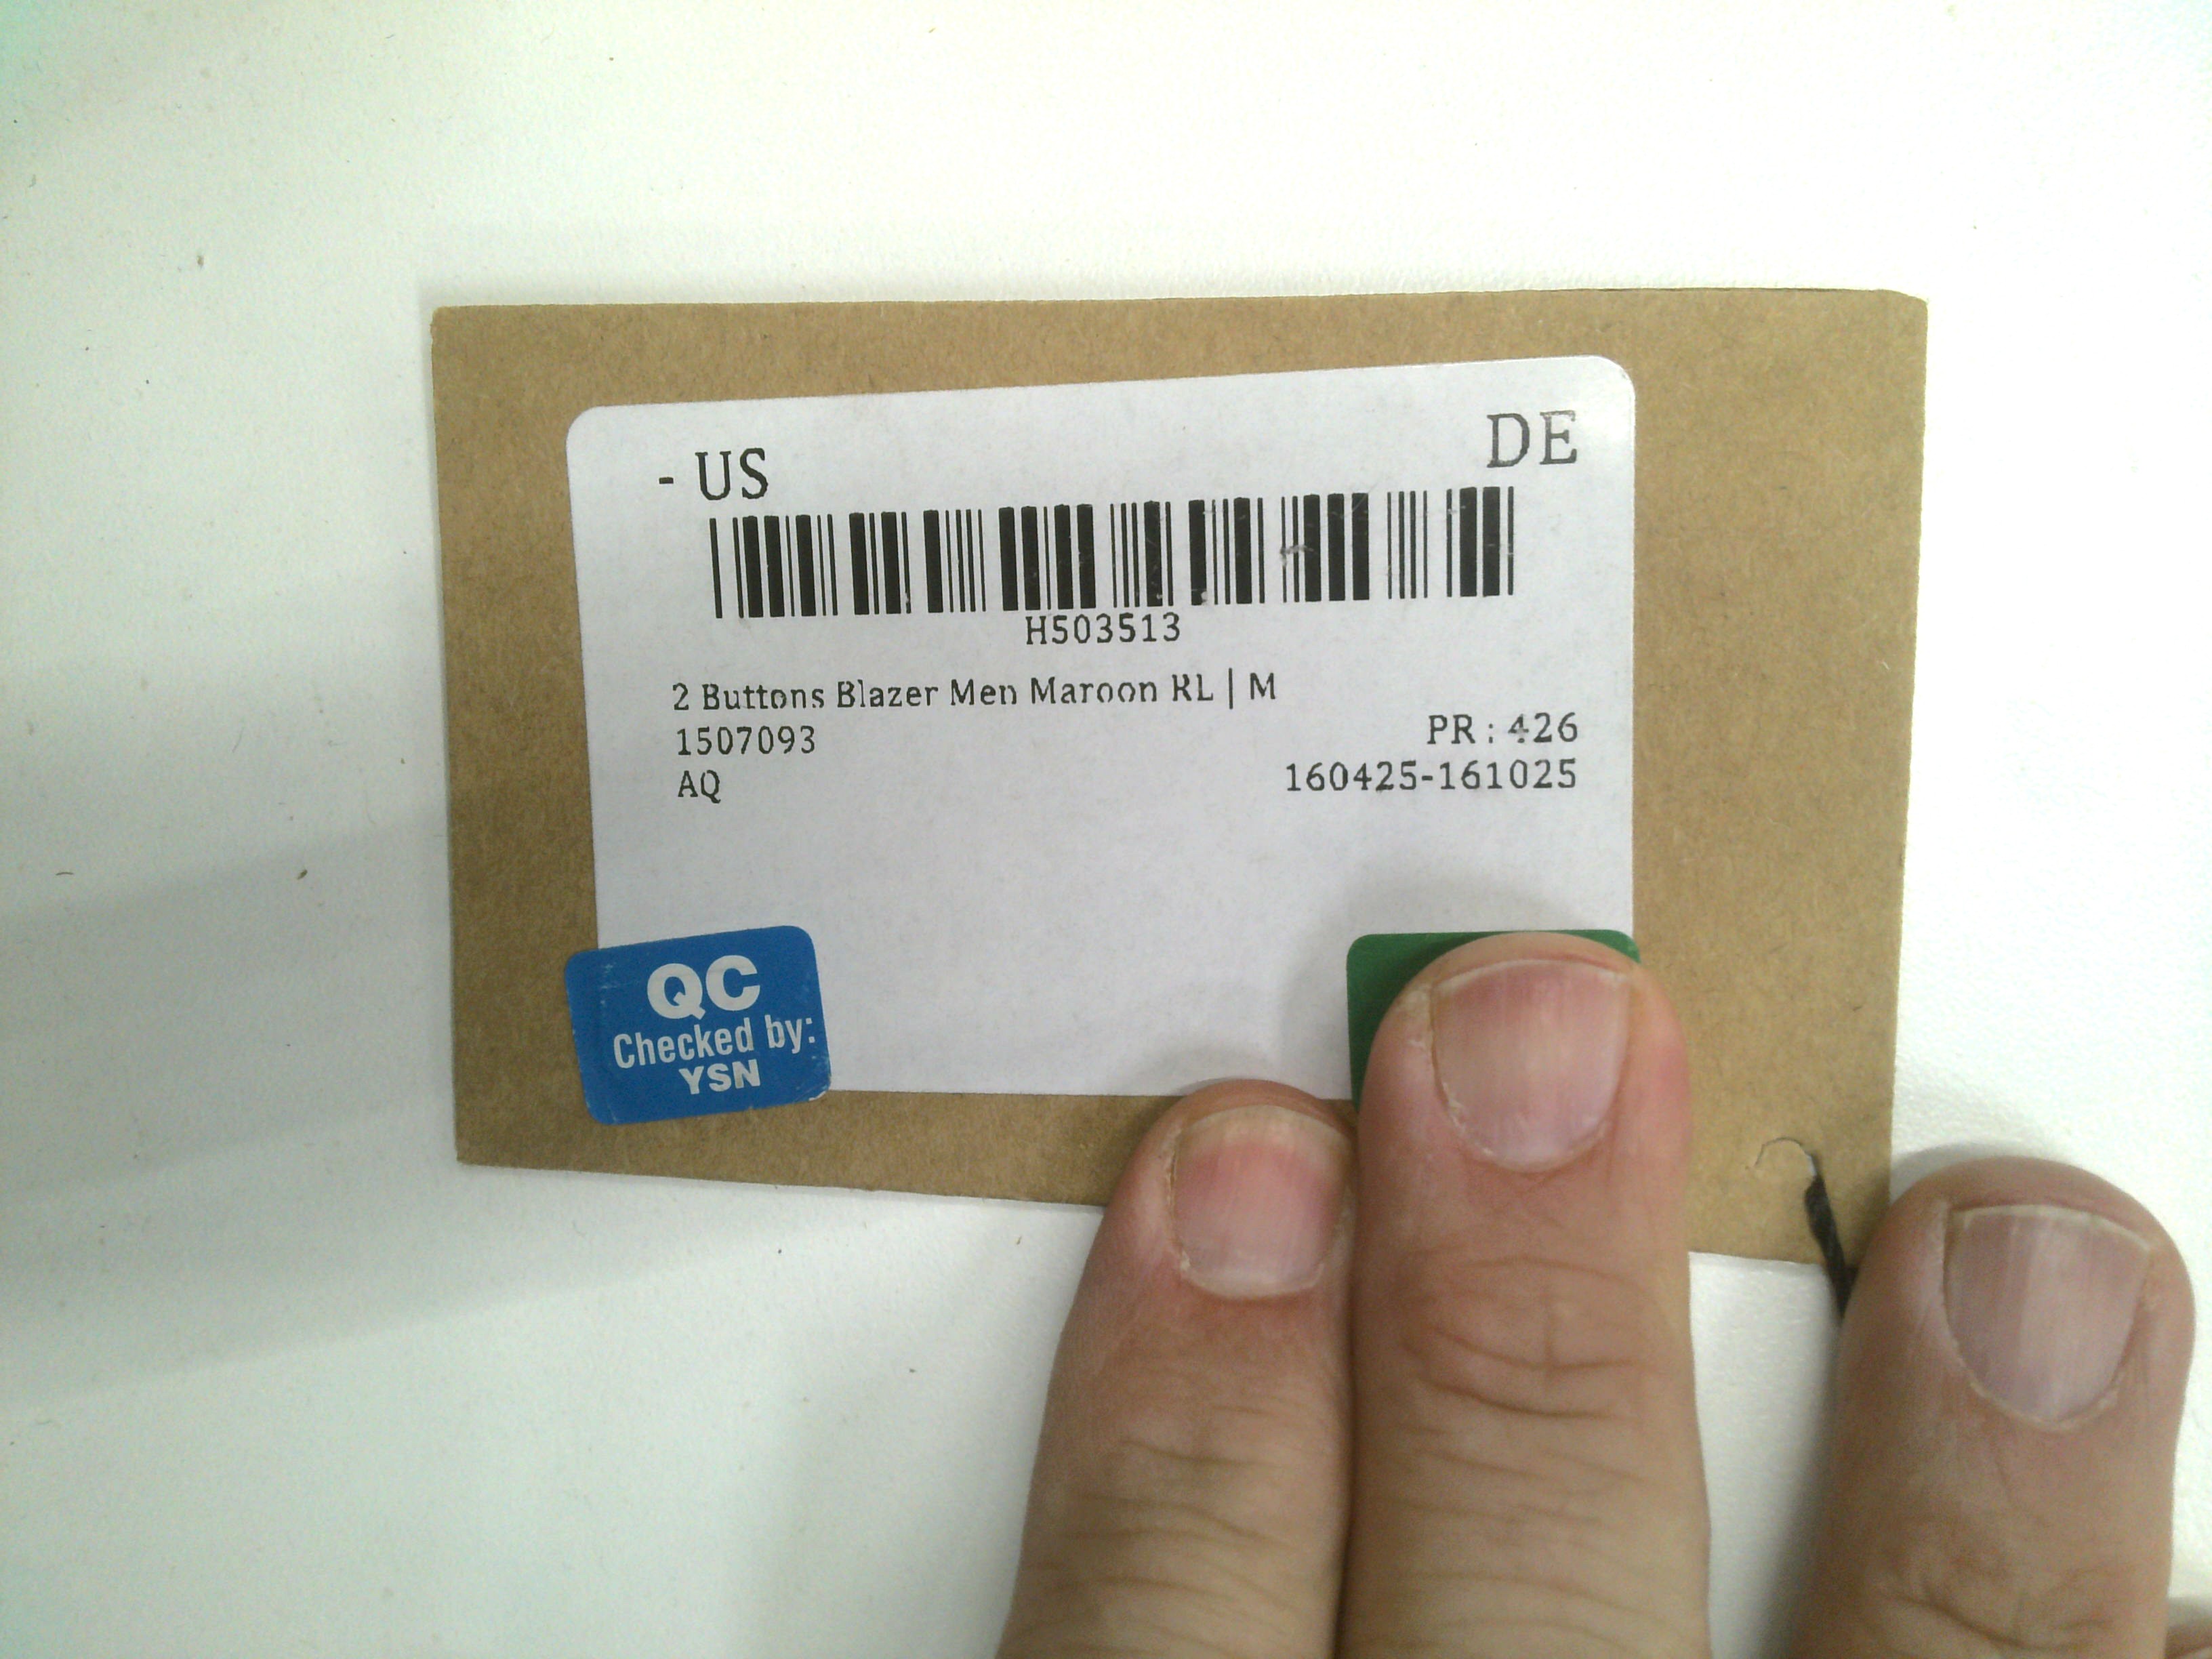 - US DE
H503513
2 Buttons Blazer Men Maroon RL | M
1507093 PR : 426
AQ 160425-161025
QC
Checked by:
YSN